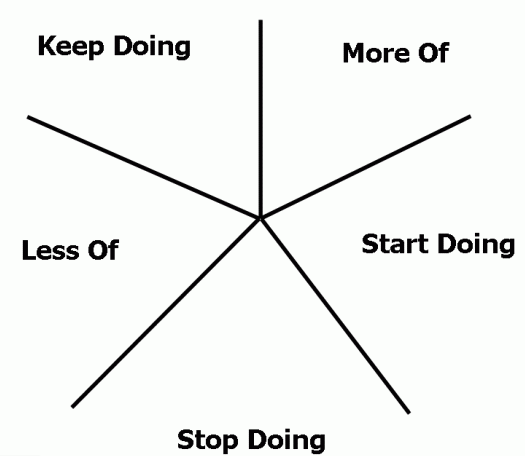 Keep Doing
More Of
Less Of
Start Doing
Stop Doing